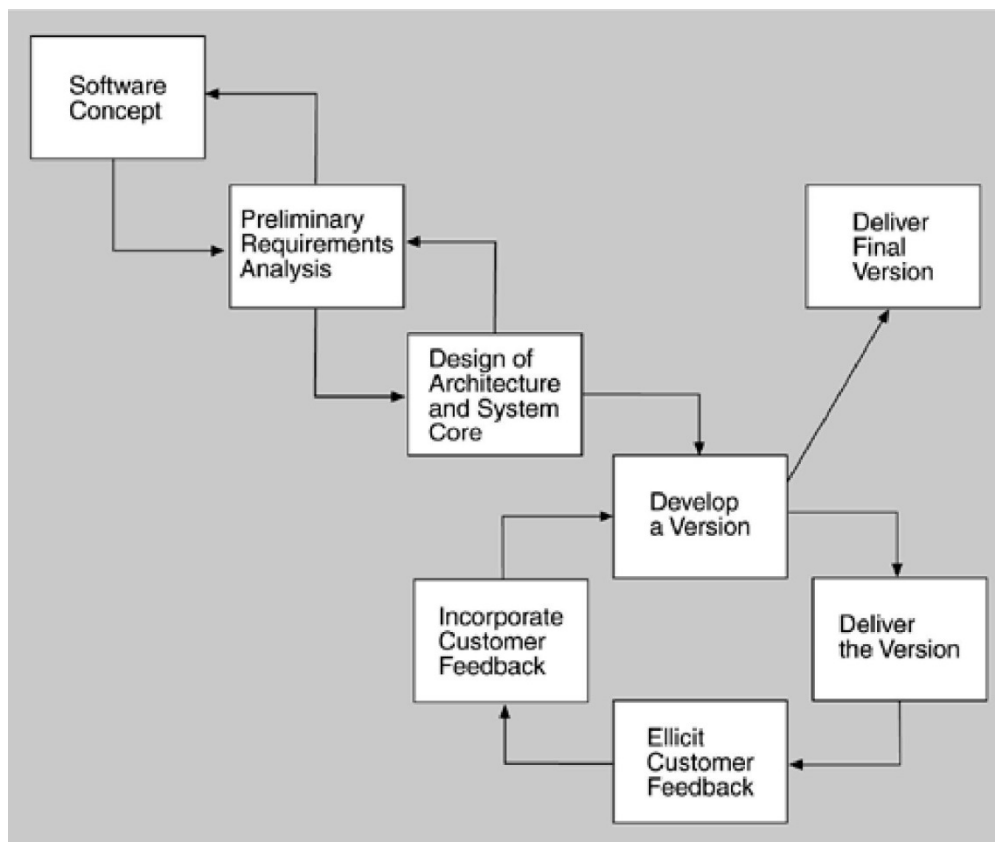 Software
Concept
Preliminary
Requirements
Analysis
Deliver
Final
Version
Design of
Architecture
and System
Core
Develop
a Version
Incorporate
Customer
Feedback
Deliver
the Version
Ellicit
Customer
Feedback